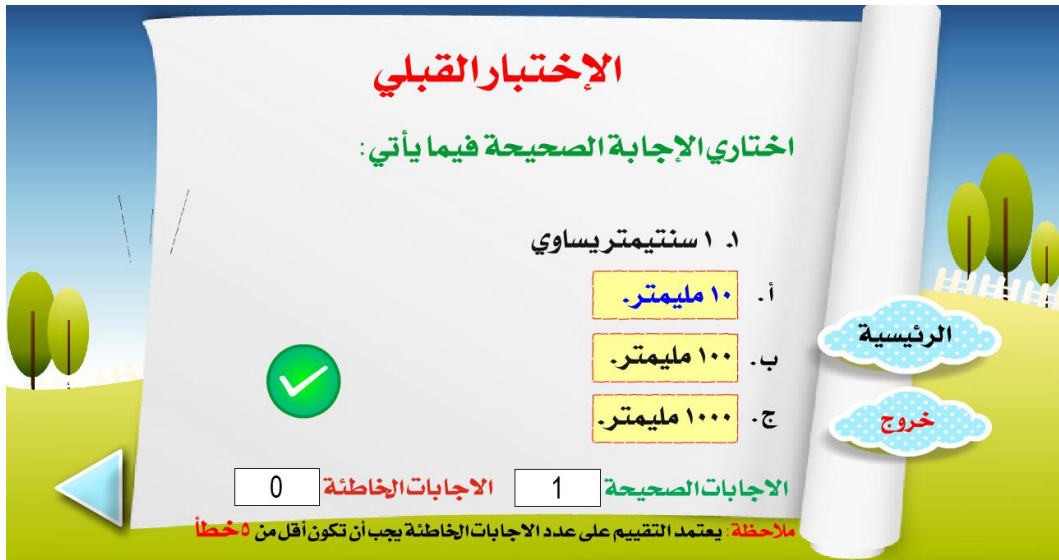 الإختبار القبلي
اختاري الإجابة الصحيحة فيما يأتي:
١. ١ سنتيمتر يساوي
أ. ١٠ مليمتر.
ب. ١٠٠ مليمتر.
ج. ١٠٠٠ مليمتر.
الرئيسية
خروج
الاجابات الصحيحة 1 الاجابات الخاطئة 0
ملاحظة: يعتمد التقييم على عدد الاجابات الخاطئة يجب أن تكون أقل من ٥ خطأ